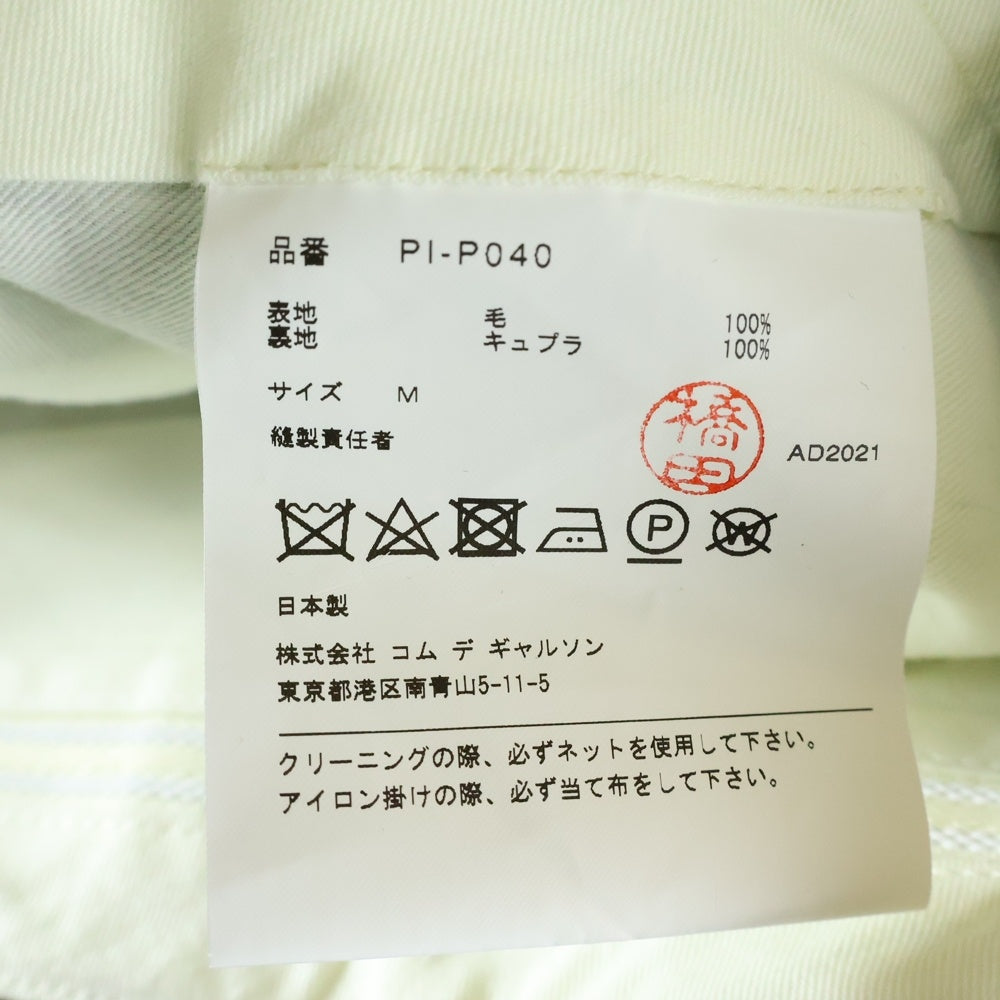 品番 PI-P040
表地 毛 100%
裏地 キュプラ 100%
サイズ M
縫製責任者 橋田 AD2021
P W
日本製
株式会社 コム デ ギャルソン
東京都港区南青山5-11-5
クリーニングの際、必ずネットを使用して下さい。
アイロン掛けの際、必ず当て布をして下さい。